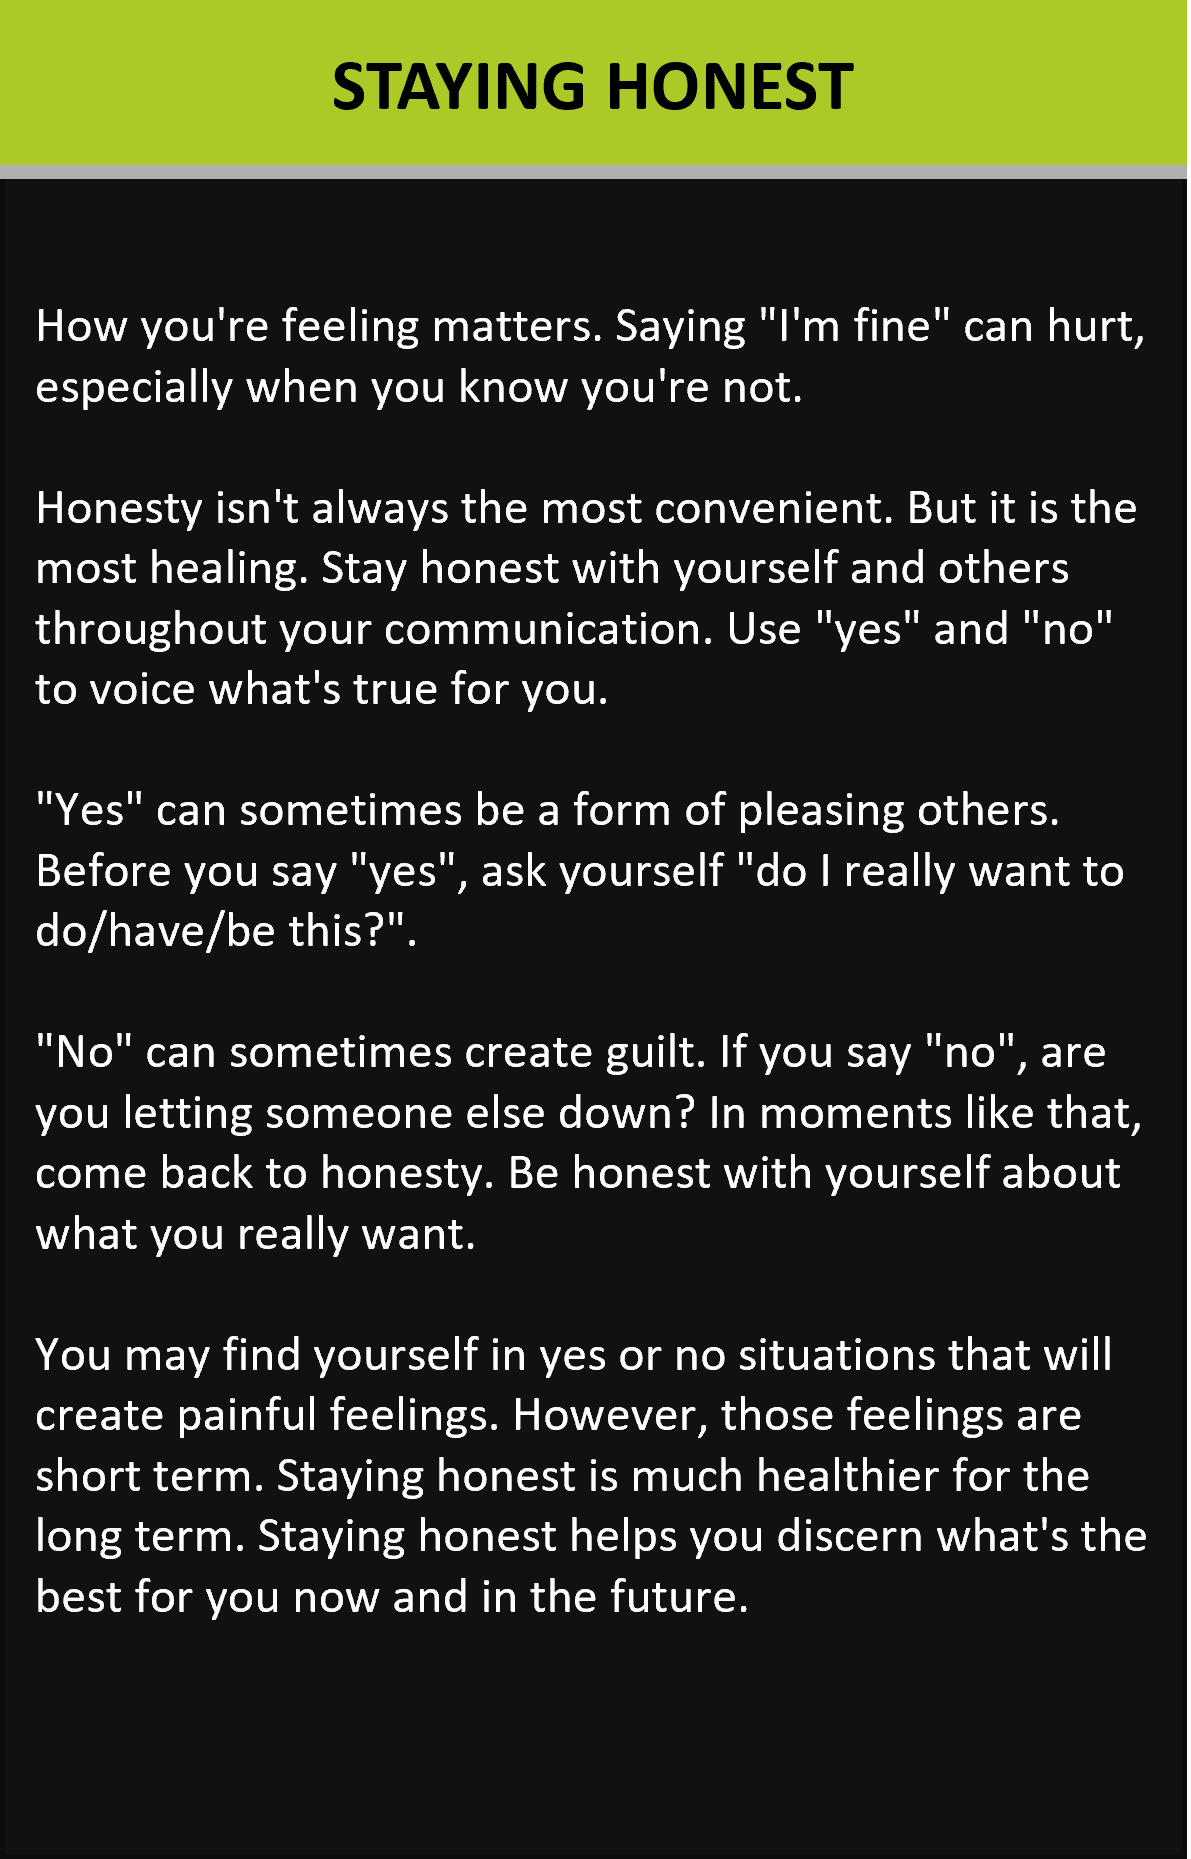 STAYING HONEST
How you're feeling matters. Saying "I'm fine" can hurt,
especially when you know you're not.
Honesty isn't always the most convenient. But it is the
most healing. Stay honest with yourself and others
throughout your communication. Use "yes" and "no"
to voice what's true for you.
"Yes" can sometimes be a form of pleasing others.
Before you say "yes", ask yourself "do I really want to
do/have/be this?".
"No" can sometimes create guilt. If you say "no", are
you letting someone else down? In moments like that,
come back to honesty. Be honest with yourself about
what you really want.
You may find yourself in yes or no situations that will
create painful feelings. However, those feelings are
short term. Staying honest is much healthier for the
long term. Staying honest helps you discern what's the
best for you now and in the future.